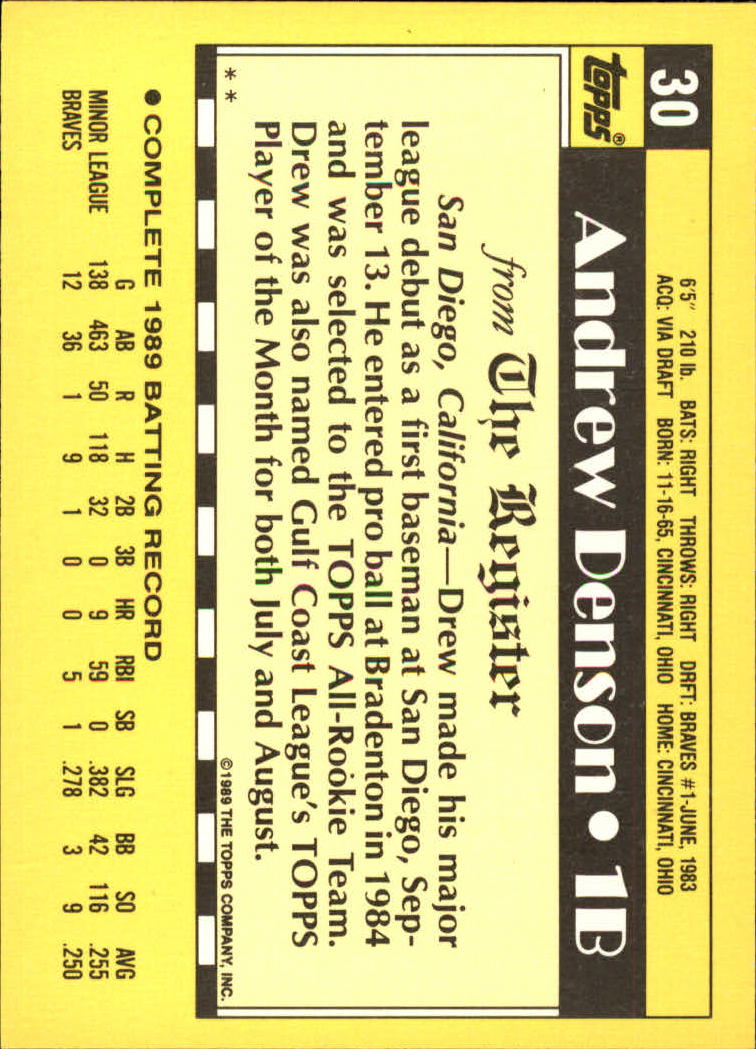 30
6'5" 210 lb. BATS: RIGHT THROWS: RIGHT DRFT: BRAVES #1-JUNE, 1983
ACQ: VIA DRAFT BORN: 11-16-65, CINCINNATI, OHIO HOME: CINCINNATI, OHIO
topps®
Andrew Denson • 1B
from The Register
San Diego, California—Drew made his major
league debut as a first baseman at San Diego, Sep-
tember 13. He entered pro ball at Bradenton in 1984
and was selected to the TOPPS All-Rookie Team.
Drew was also named Gulf Coast League's TOPPS
Player of the Month for both July and August.
* *
©1989 THE TOPPS COMPANY, INC.
• COMPLETE 1989 BATTING RECORD
G AB R H 2B 3B HR RBI SB SLG BB SO AVG
MINOR LEAGUE 138 463 50 118 32 0 9 59 0 .382 42 116 .255
BRAVES 12 36 1 9 1 0 0 5 1 .278 3 9 .250